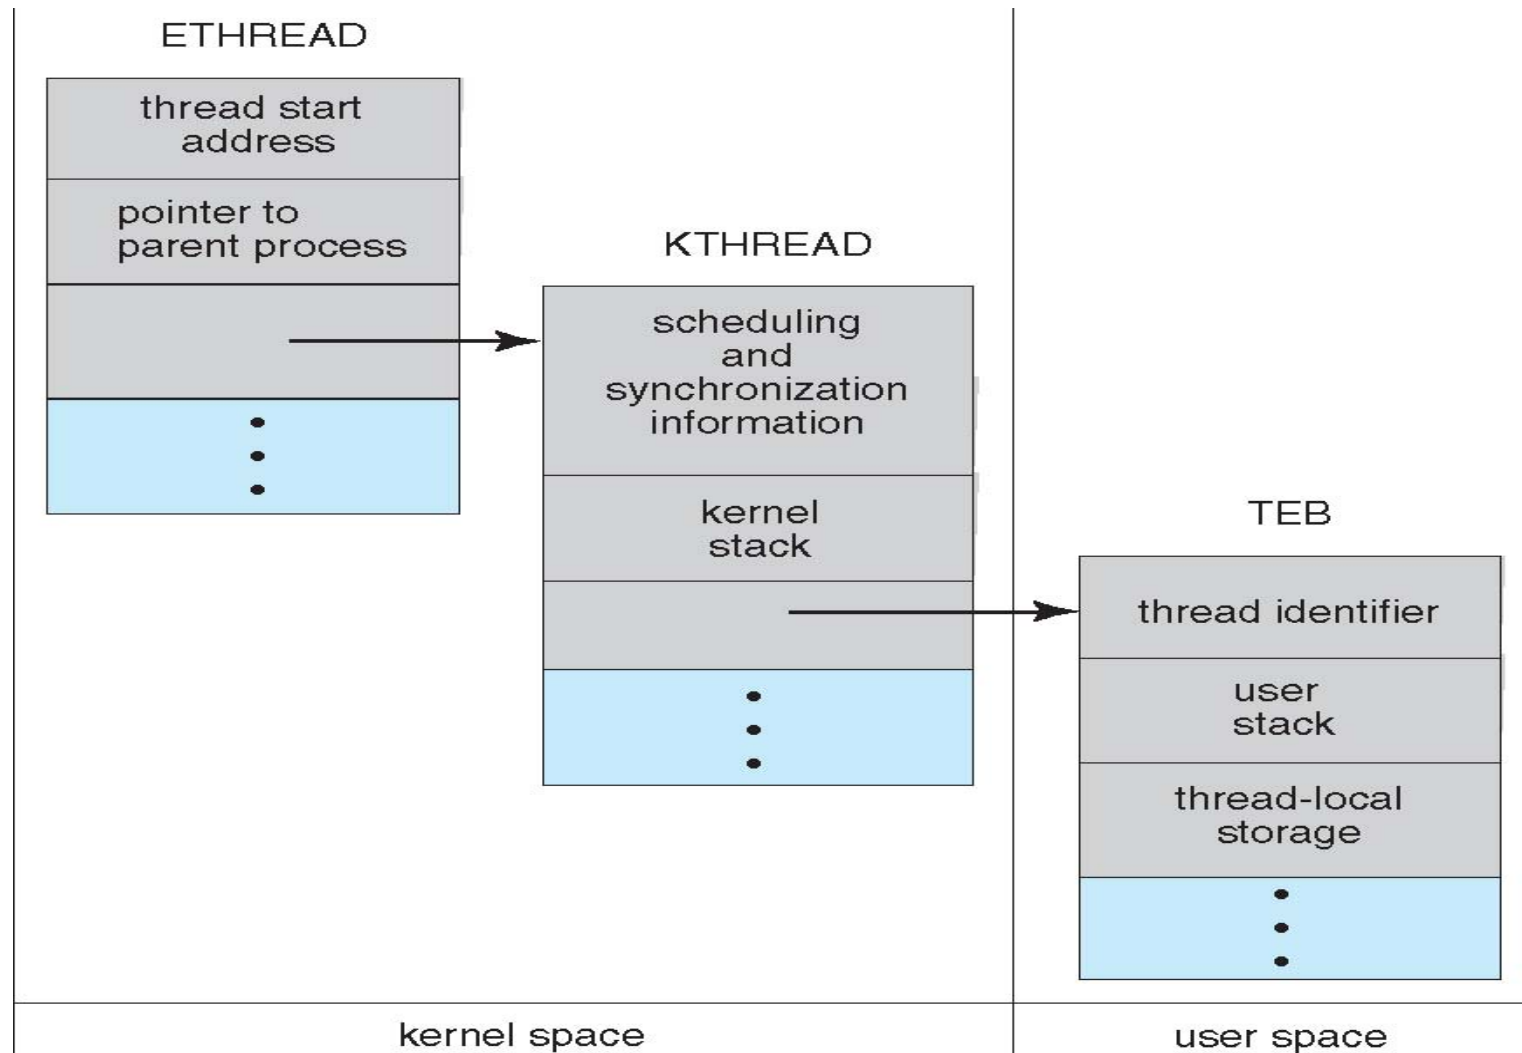 ETHREAD
thread start
address
pointer to
parent process
KTHREAD
scheduling
and
synchronization
information
kernel
stack
TEB
thread identifier
user
stack
thread-local
storage
kernel space
user space